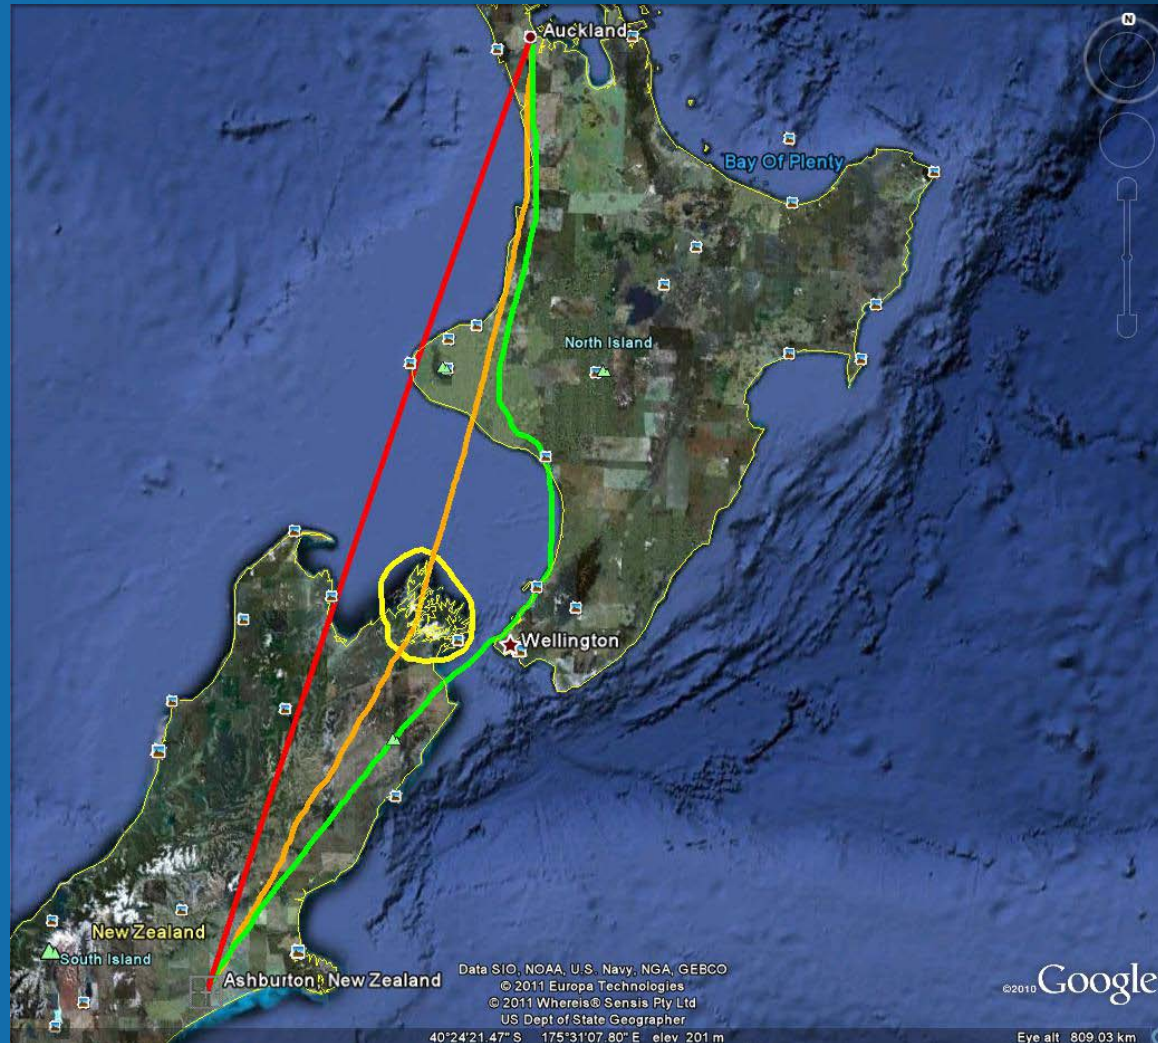 N
Auckland
Bay Of Plenty
North Island
Wellington
New Zealand
South Island
Ashburton, New Zealand
Data SIO, NOAA, U.S. Navy, NGA, GEBCO
© 2011 Europa Technologies
© 2011 Whereis® Sensis Pty Ltd
US Dept of State Geographer
©2010 Google
40°24'21.47" S 175°31'07.80" E elev 201 m
Eye alt 809.03 km